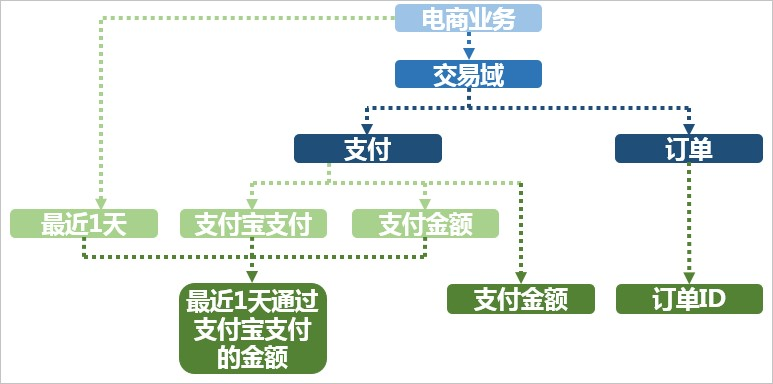 电商业务
交易域
支付
订单
最近1天
支付宝支付
支付金额
最近1天通过
支付宝支付
的金额
支付金额
订单ID